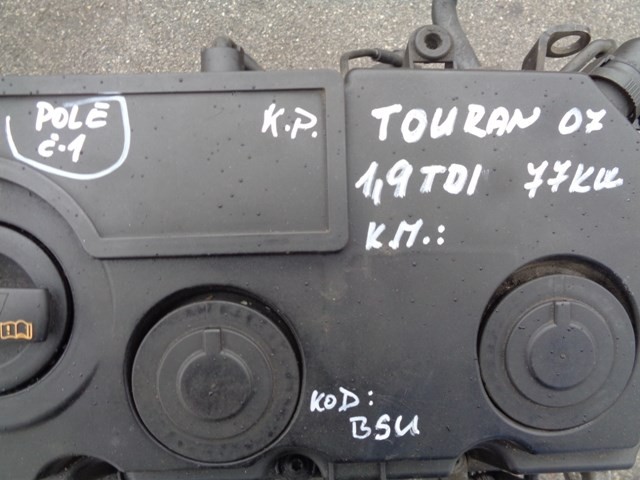 POLE
č.1
K.P.
TOURAN 07
1,9TDI 77KW
KM.:
KOD:
BSU